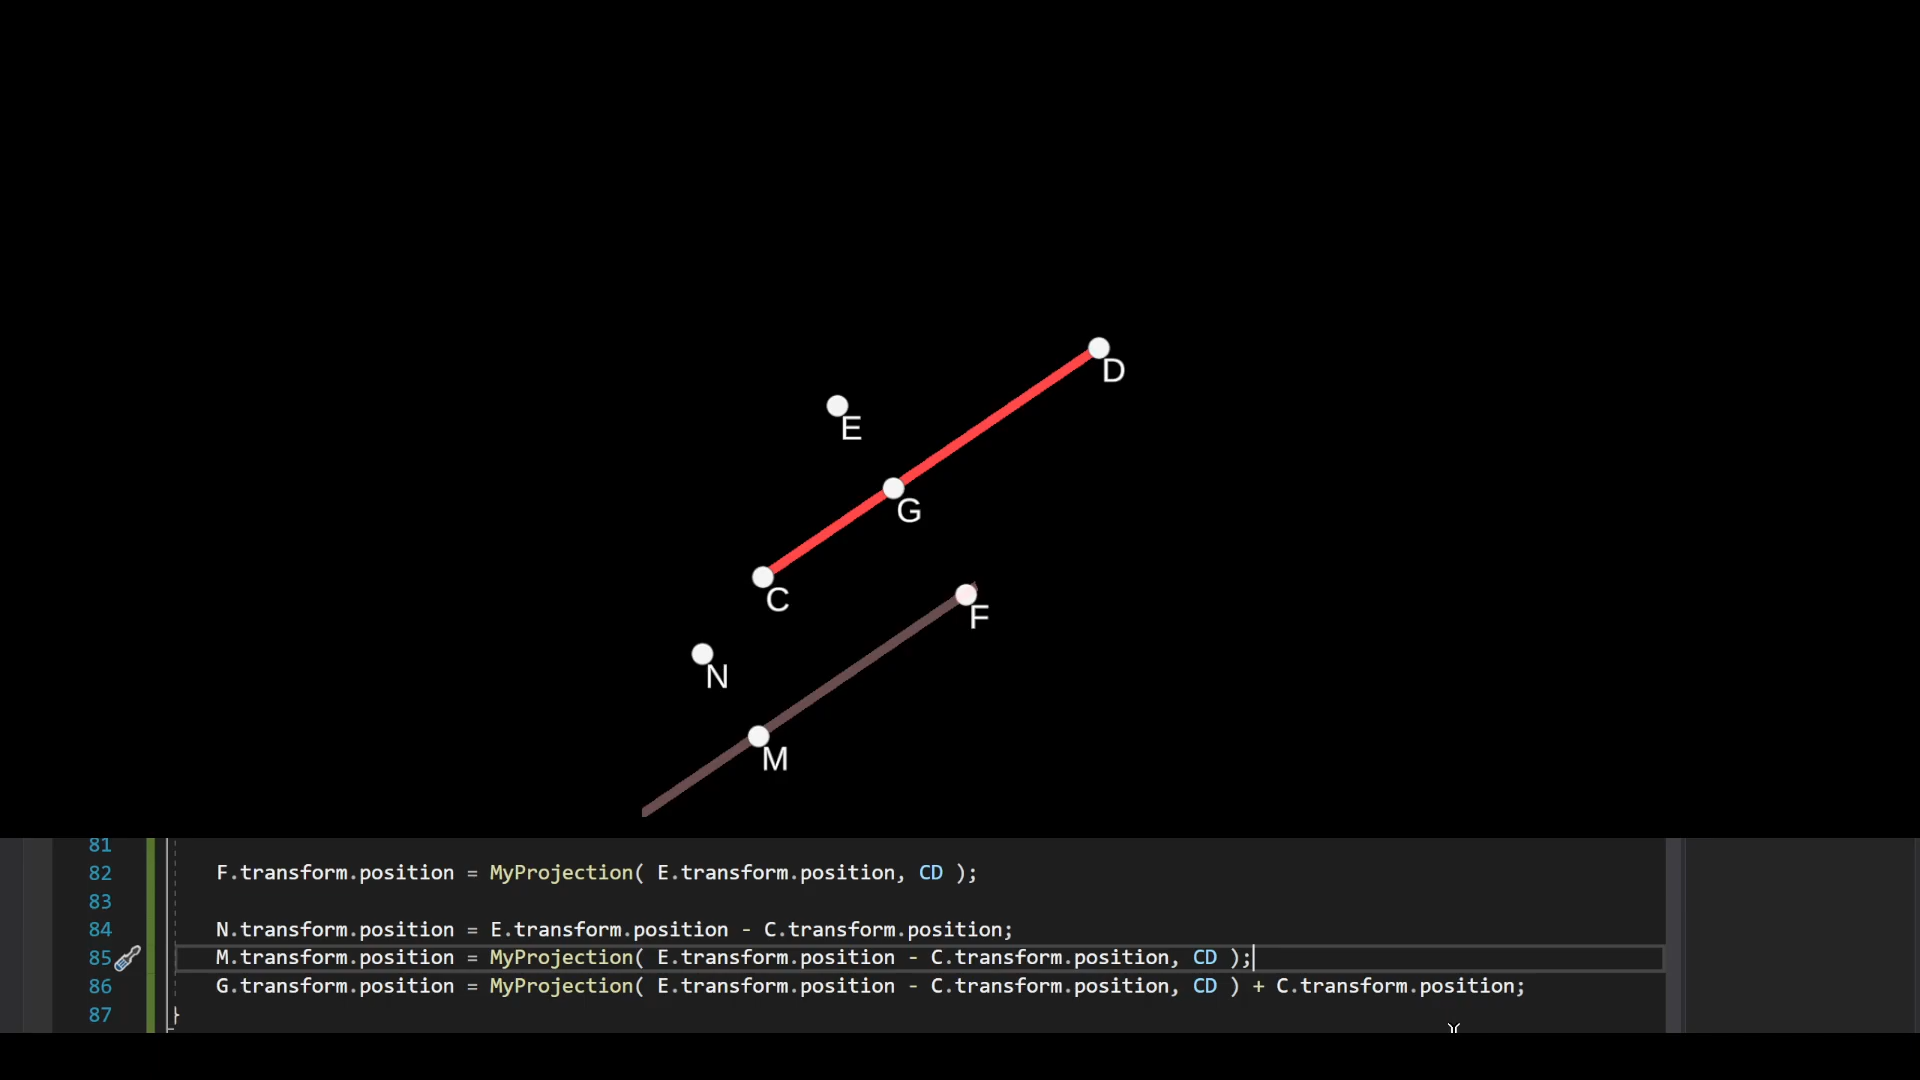 D
E
G
C
F
N
M
81
82 F.transform.position = MyProjection( E.transform.position, CD );
83
84 N.transform.position = E.transform.position - C.transform.position;
85 M.transform.position = MyProjection( E.transform.position - C.transform.position, CD );
86 G.transform.position = MyProjection( E.transform.position - C.transform.position, CD ) + C.transform.position;
87 }